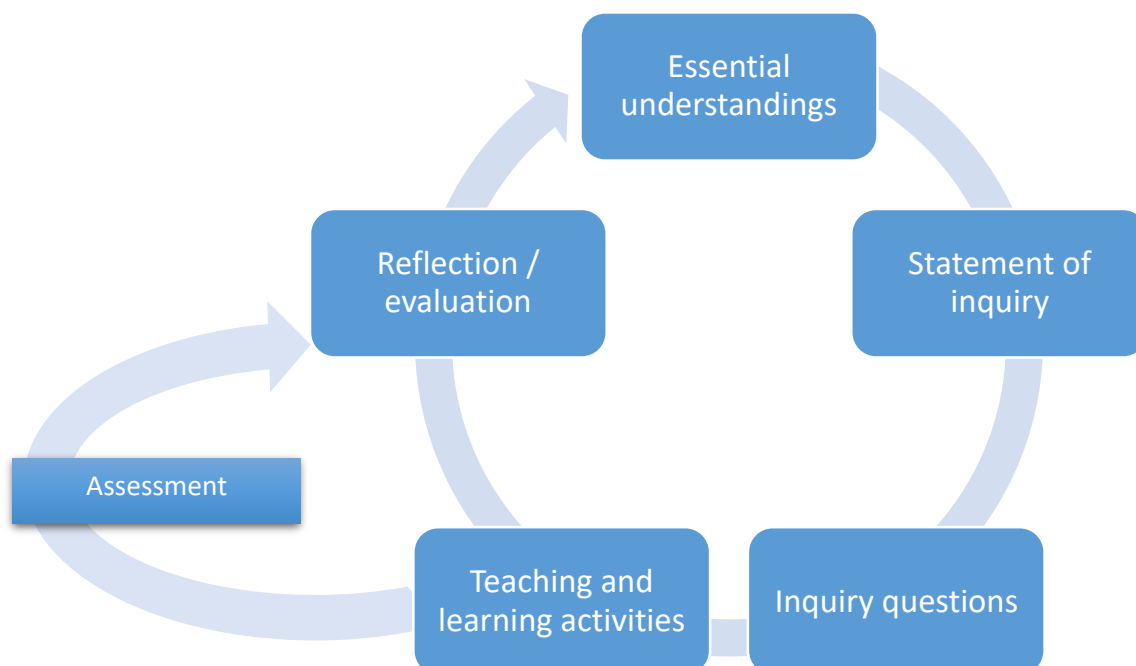 Essential
understandings
Statement of
inquiry
Inquiry questions
Teaching and
learning activities
Assessment
Reflection /
evaluation